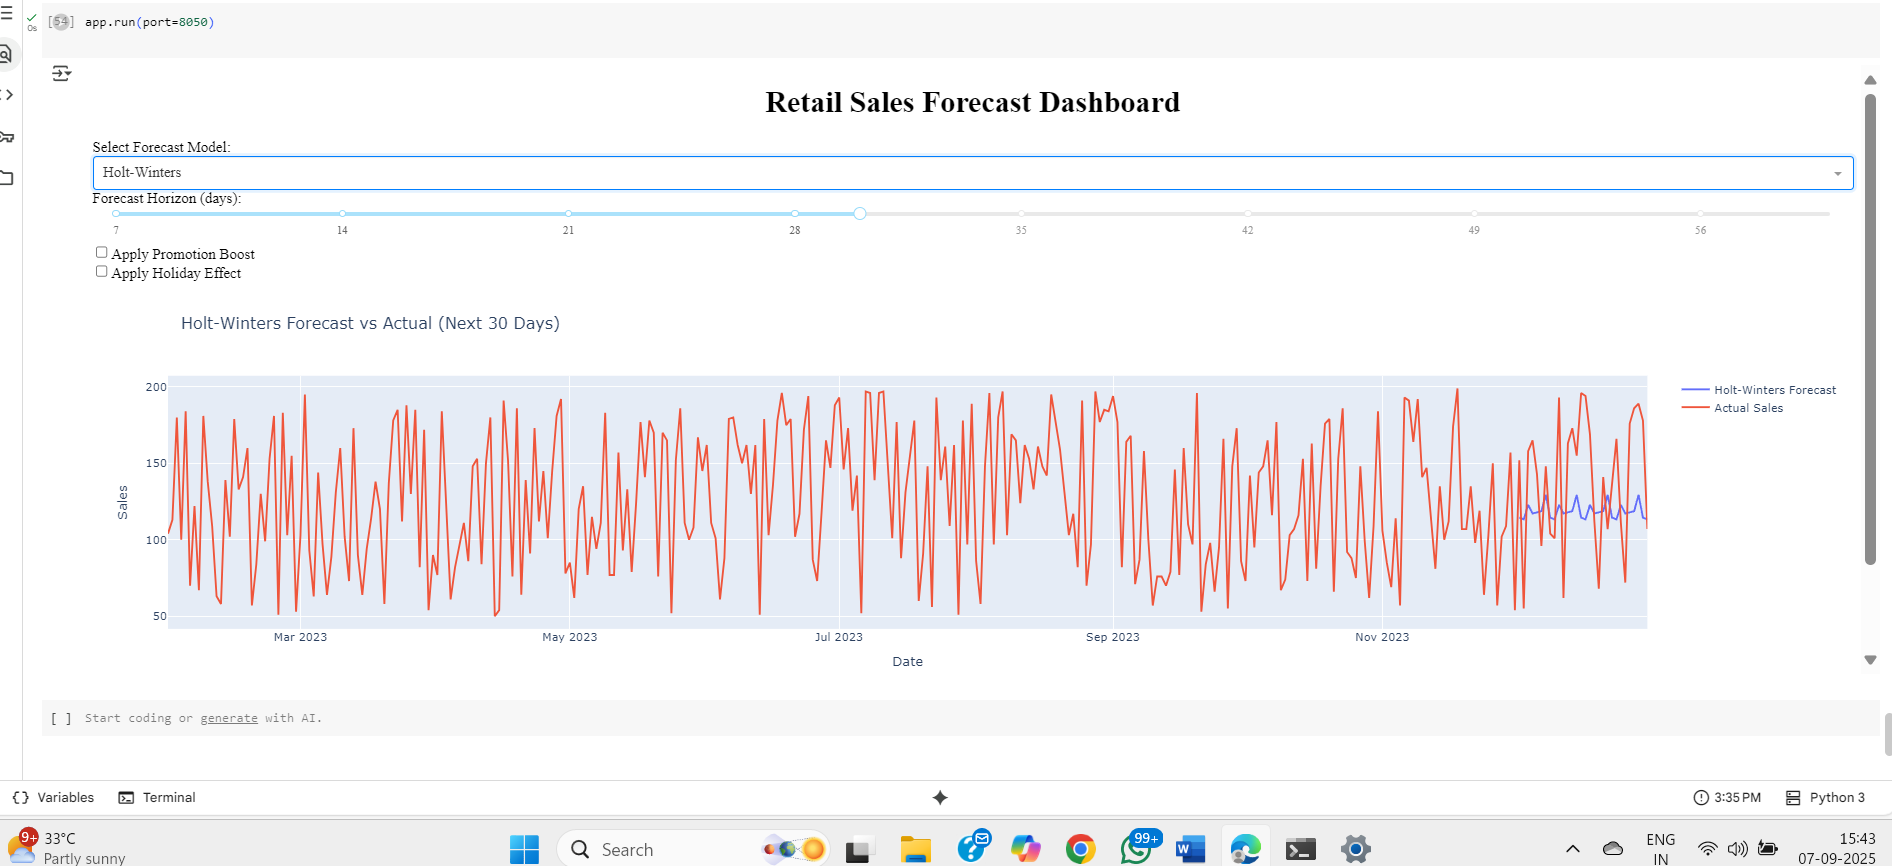 [54] app.run(port=8050)
0s
Retail Sales Forecast Dashboard
Select Forecast Model:
Holt-Winters
Forecast Horizon (days):
7 14 21 28 35 42 49 56
Apply Promotion Boost
Apply Holiday Effect
Holt-Winters Forecast vs Actual (Next 30 Days)
Holt-Winters Forecast
Actual Sales
200
150
100
50
Sales
Mar 2023 May 2023 Jul 2023 Sep 2023 Nov 2023
Date
[ ] Start coding or generate with AI.
{} Variables Terminal 3:35 PM Python 3
9+ 33°C
Partly sunny
Search
99+
W
ENG
IN
15:43
07-09-2025